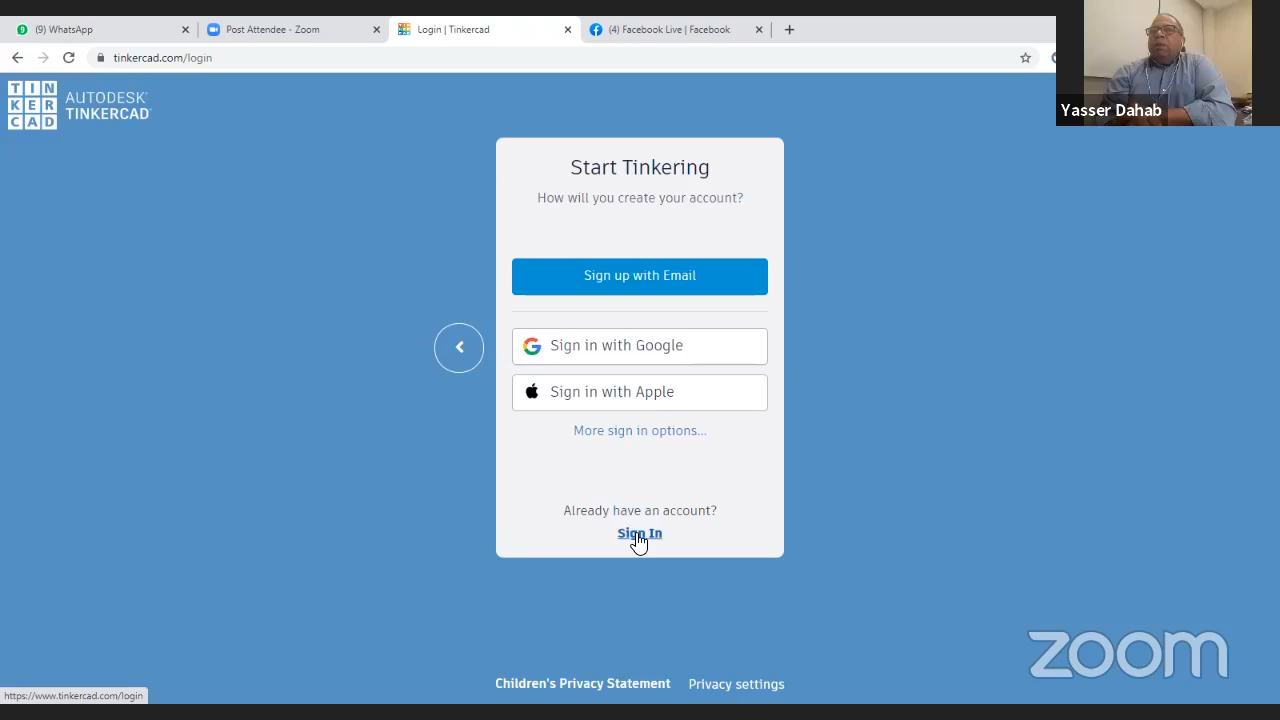 (9) WhatsApp
Post Attendee - Zoom
Login | Tinkercad
(4) Facebook Live | Facebook
tinkercad.com/login
TIN
KER
CAD
AUTODESK
TINKERCAD
Yasser Dahab
Start Tinkering
How will you create your account?
Sign up with Email
Sign in with Google
Sign in with Apple
More sign in options...
Already have an account?
Sign In
zoom
Children's Privacy Statement
Privacy settings
https://www.tinkercad.com/login